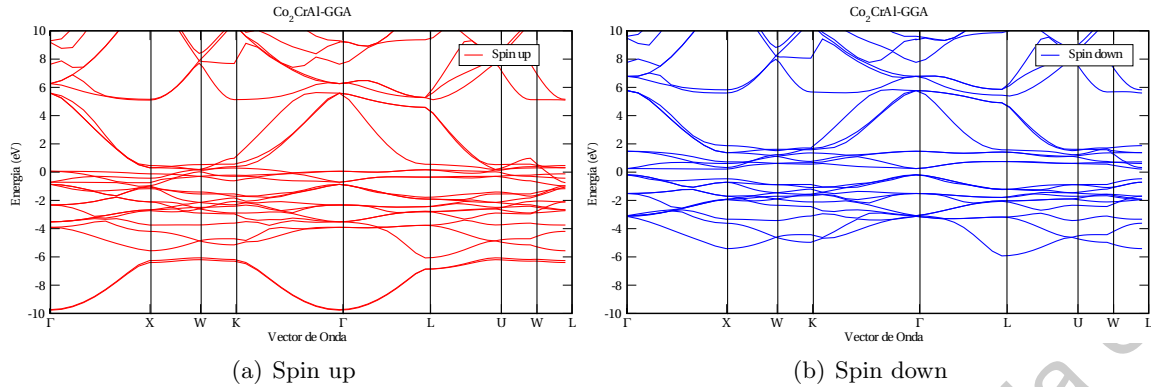 Co2CrAl-GGA
Spin up
Energia (eV)
10
8
6
4
2
0
-2
-4
-6
-8
-10
Γ X W K Γ L U W L
Vector de Onda
(a) Spin up
Co2CrAl-GGA
Spin down
Energia (eV)
10
8
6
4
2
0
-2
-4
-6
-8
-10
Γ X W K Γ L U W L
Vector de Onda
(b) Spin down